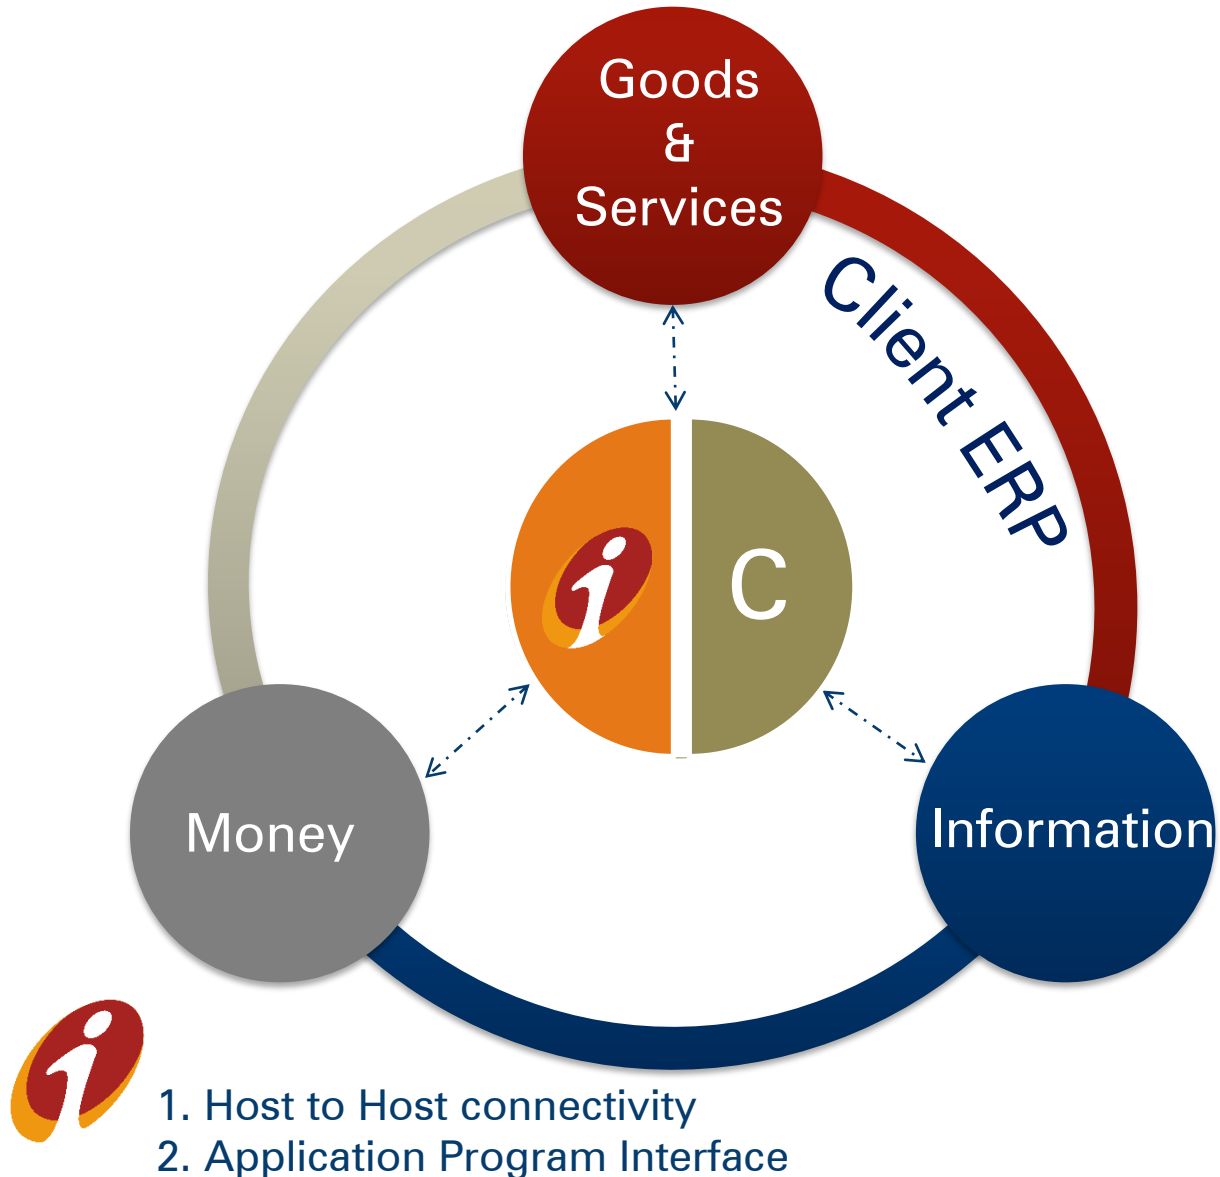 Goods
&
Services
Client ERP
i
C
Money
Information
i
1. Host to Host connectivity
2. Application Program Interface